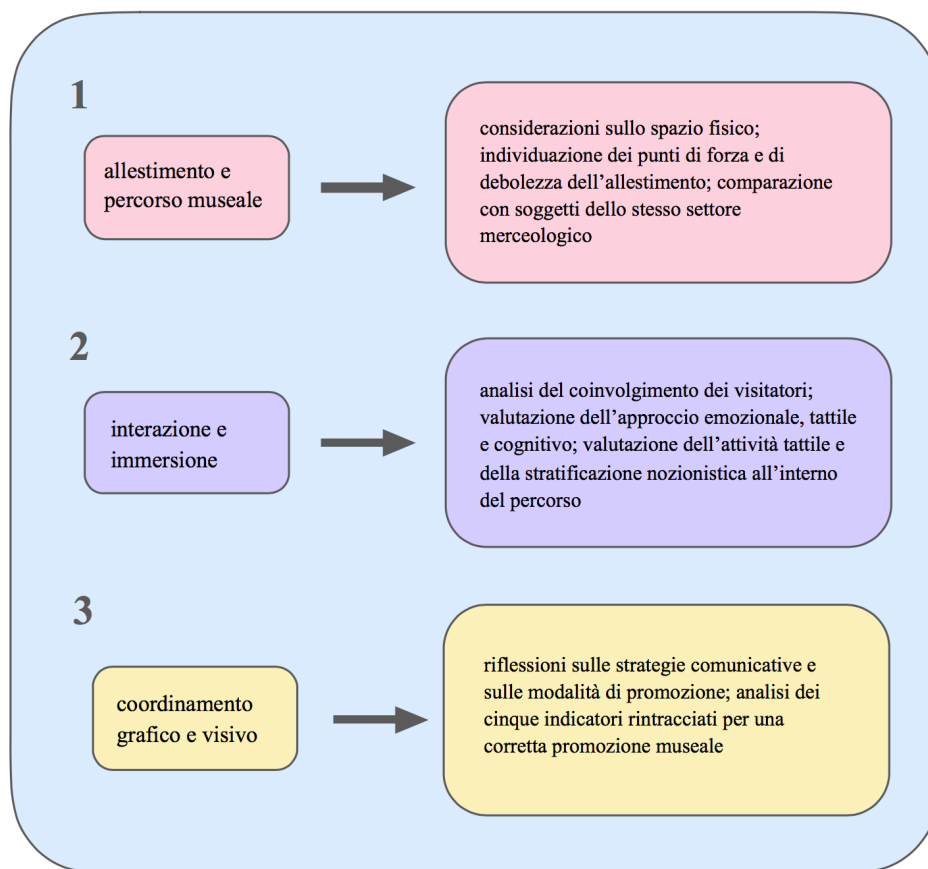 1
allestimento e
percorso museale
considerazioni sullo spazio fisico;
individuazione dei punti di forza e di
debolezza dell’allestimento; comparazione
con soggetti dello stesso settore
merceologico
2
interazione e
immersione
analisi del coinvolgimento dei visitatori;
valutazione dell’approccio emozionale, tattile
e cognitivo; valutazione dell’attività tattile e
della stratificazione nozionistica all’interno
del percorso
3
coordinamento
grafico e visivo
riflessioni sulle strategie comunicative e
sulle modalità di promozione; analisi dei
cinque indicatori rintracciati per una
corretta promozione museale